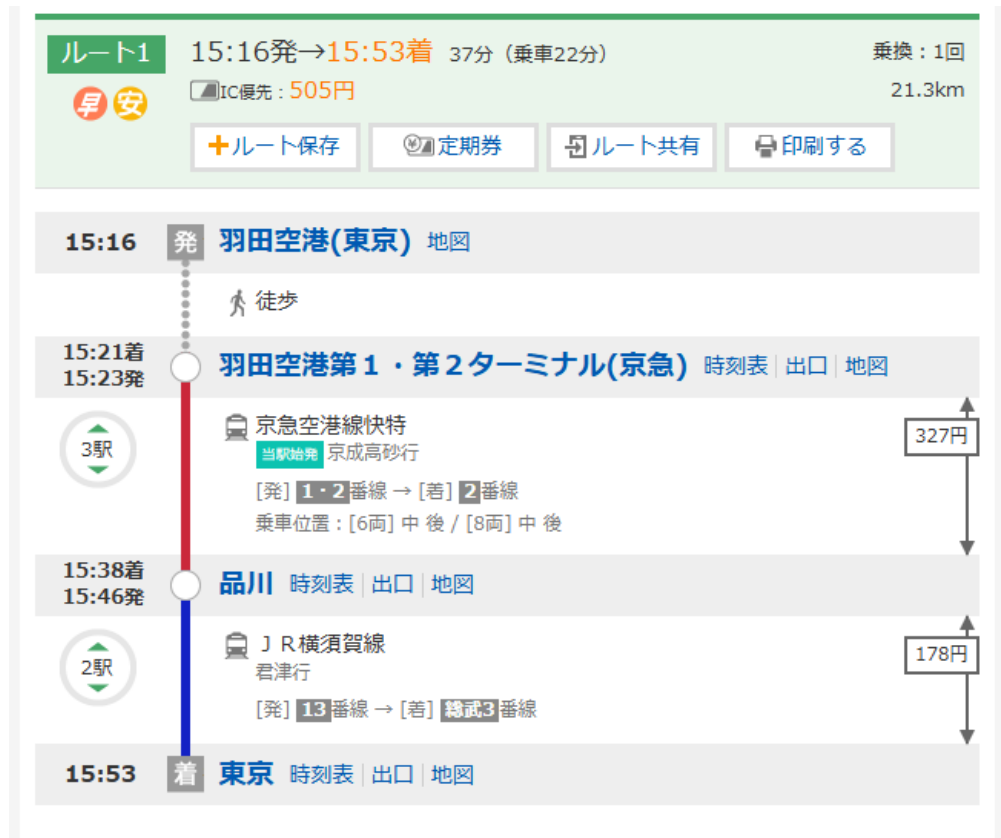 ルート1
15:16発→15:53着 37分（乗車22分）
乗換：1回
早 安
IC優先：505円
21.3km
ルート保存
定期券
ルート共有
印刷する
15:16 発 羽田空港(東京) 地図
徒歩
15:21着
15:23発
羽田空港第１・第２ターミナル(京急) 時刻表 出口 地図
3駅
京急空港線快特
当駅始発 京成高砂行
[発] 1・2番線 → [着] 2番線
乗車位置：[6両] 中 後 / [8両] 中 後
327円
15:38着
15:46発
品川 時刻表 出口 地図
2駅
ＪＲ横須賀線
君津行
[発] 13番線 → [着] 総武3番線
178円
15:53 着 東京 時刻表 出口 地図